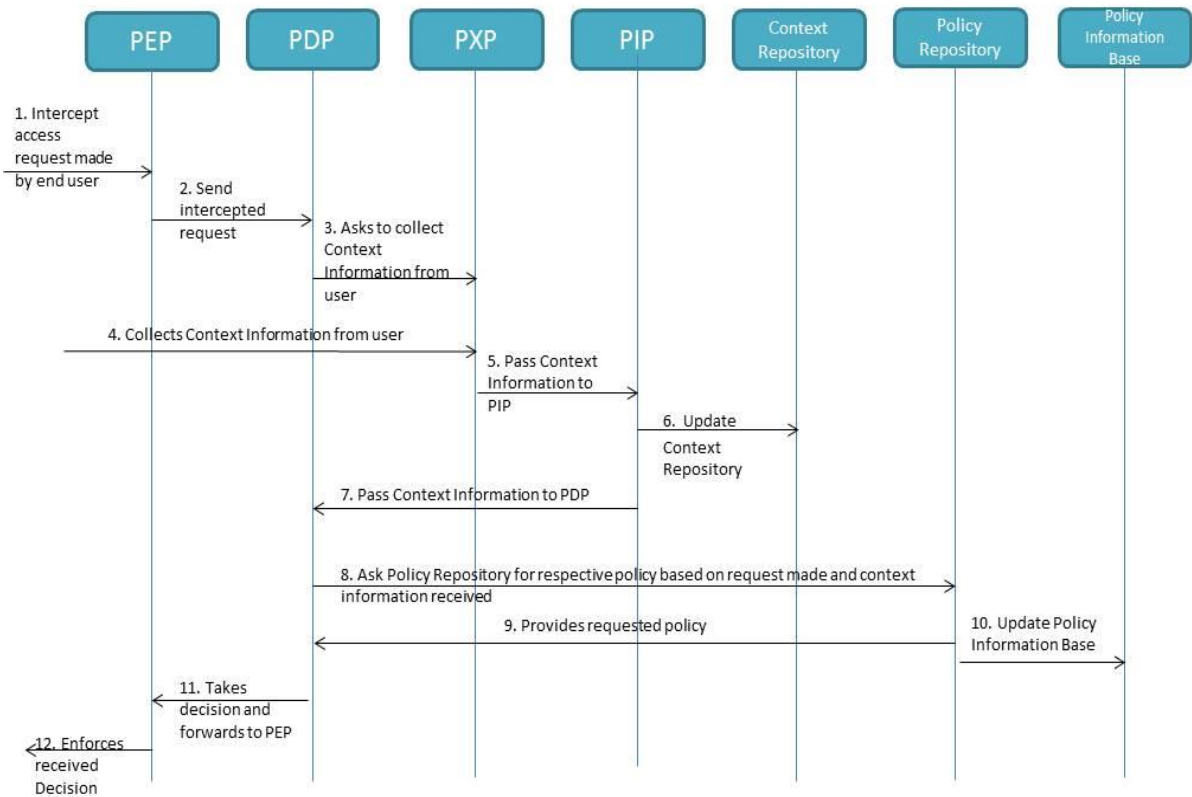 PEP
PDP
PXP
PIP
Context
Repository
Policy
Repository
Policy
Information
Base
1. Intercept
access
request made
by end user
2. Send
intercepted
request
3. Asks to collect
Context
Information from
user
4. Collects Context Information from user
5. Pass Context
Information to
PIP
6. Update
Context
Repository
7. Pass Context Information to PDP
8. Ask Policy Repository for respective policy based on request made and context
information received
9. Provides requested policy
10. Update Policy
Information Base
11. Takes
decision and
forwards to PEP
12. Enforces
received
Decision